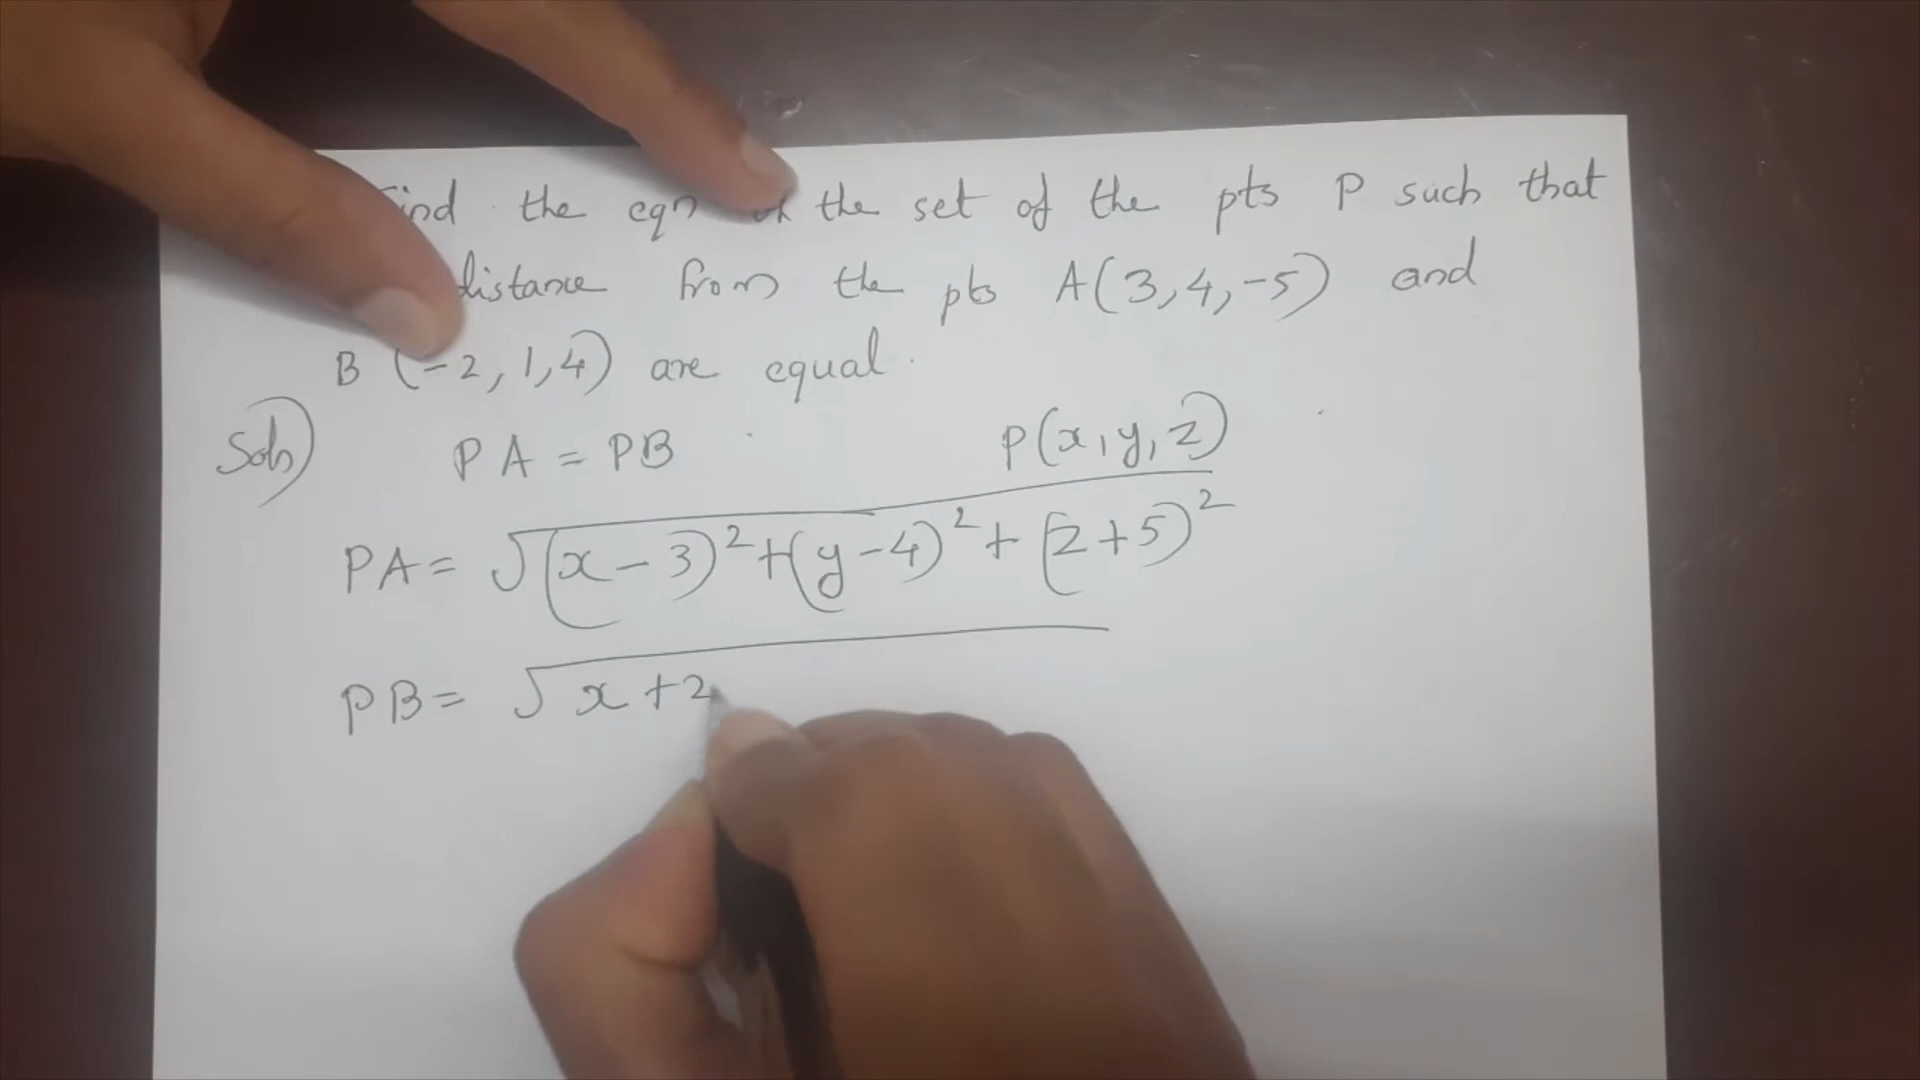 the eqn the set of the pts P such that
distance from the pts A(3,4,-5) and
B (-2,1,4) are equal.
Soln) PA = PB P(x,y,z)
PA = √(x-3)²+(y-4)²+(z+5)²
PB = √x+2